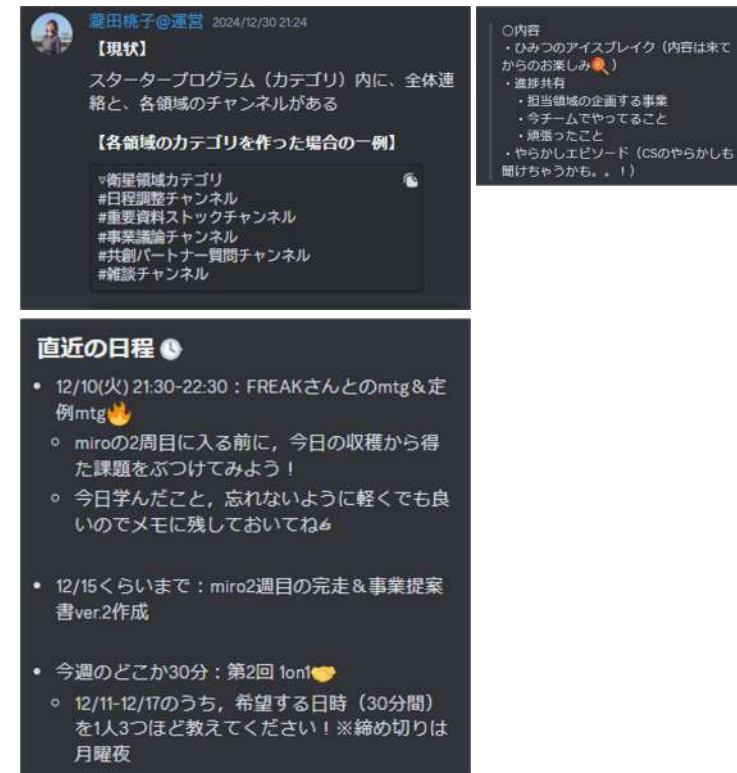 瀧田桃子@運営 2024/12/30 21:24
【現状】
スタータープログラム（カテゴリ）内に、全体連
絡と、各領域のチャンネルがある
【各領域のカテゴリを作った場合の一例】
▽衛星領域カテゴリ
#日程調整チャンネル
#重要資料ストックチャンネル
#事業議論チャンネル
#共創パートナー質問チャンネル
#雑談チャンネル
○内容
・ひみつのアイスブレイク（内容は来て
からのお楽しみ🍭）
・進捗共有
・担当領域の企画する事業
・今チームでやってること
・頑張ったこと
・やらかしエピソード（CSのやらかしも
聞けちゃうかも。。！）
直近の日程🕓
• 12/10(火) 21:30-22:30：FREAKさんとのmtg＆定
例mtg🔥
○ miroの2周目に入る前に，今日の収穫から得
た課題をぶつけてみよう！
○ 今日学んだこと，忘れないように軽くでも良
いのでメモに残しておいてね✍
• 12/15くらいまで：miro2週目の完走＆事業提案
書ver.2作成
• 今週のどこか30分：第2回 1on1🤝
○ 12/11-12/17のうち，希望する日時（30分間）
を1人3つほど教えてください！※締め切りは
月曜夜